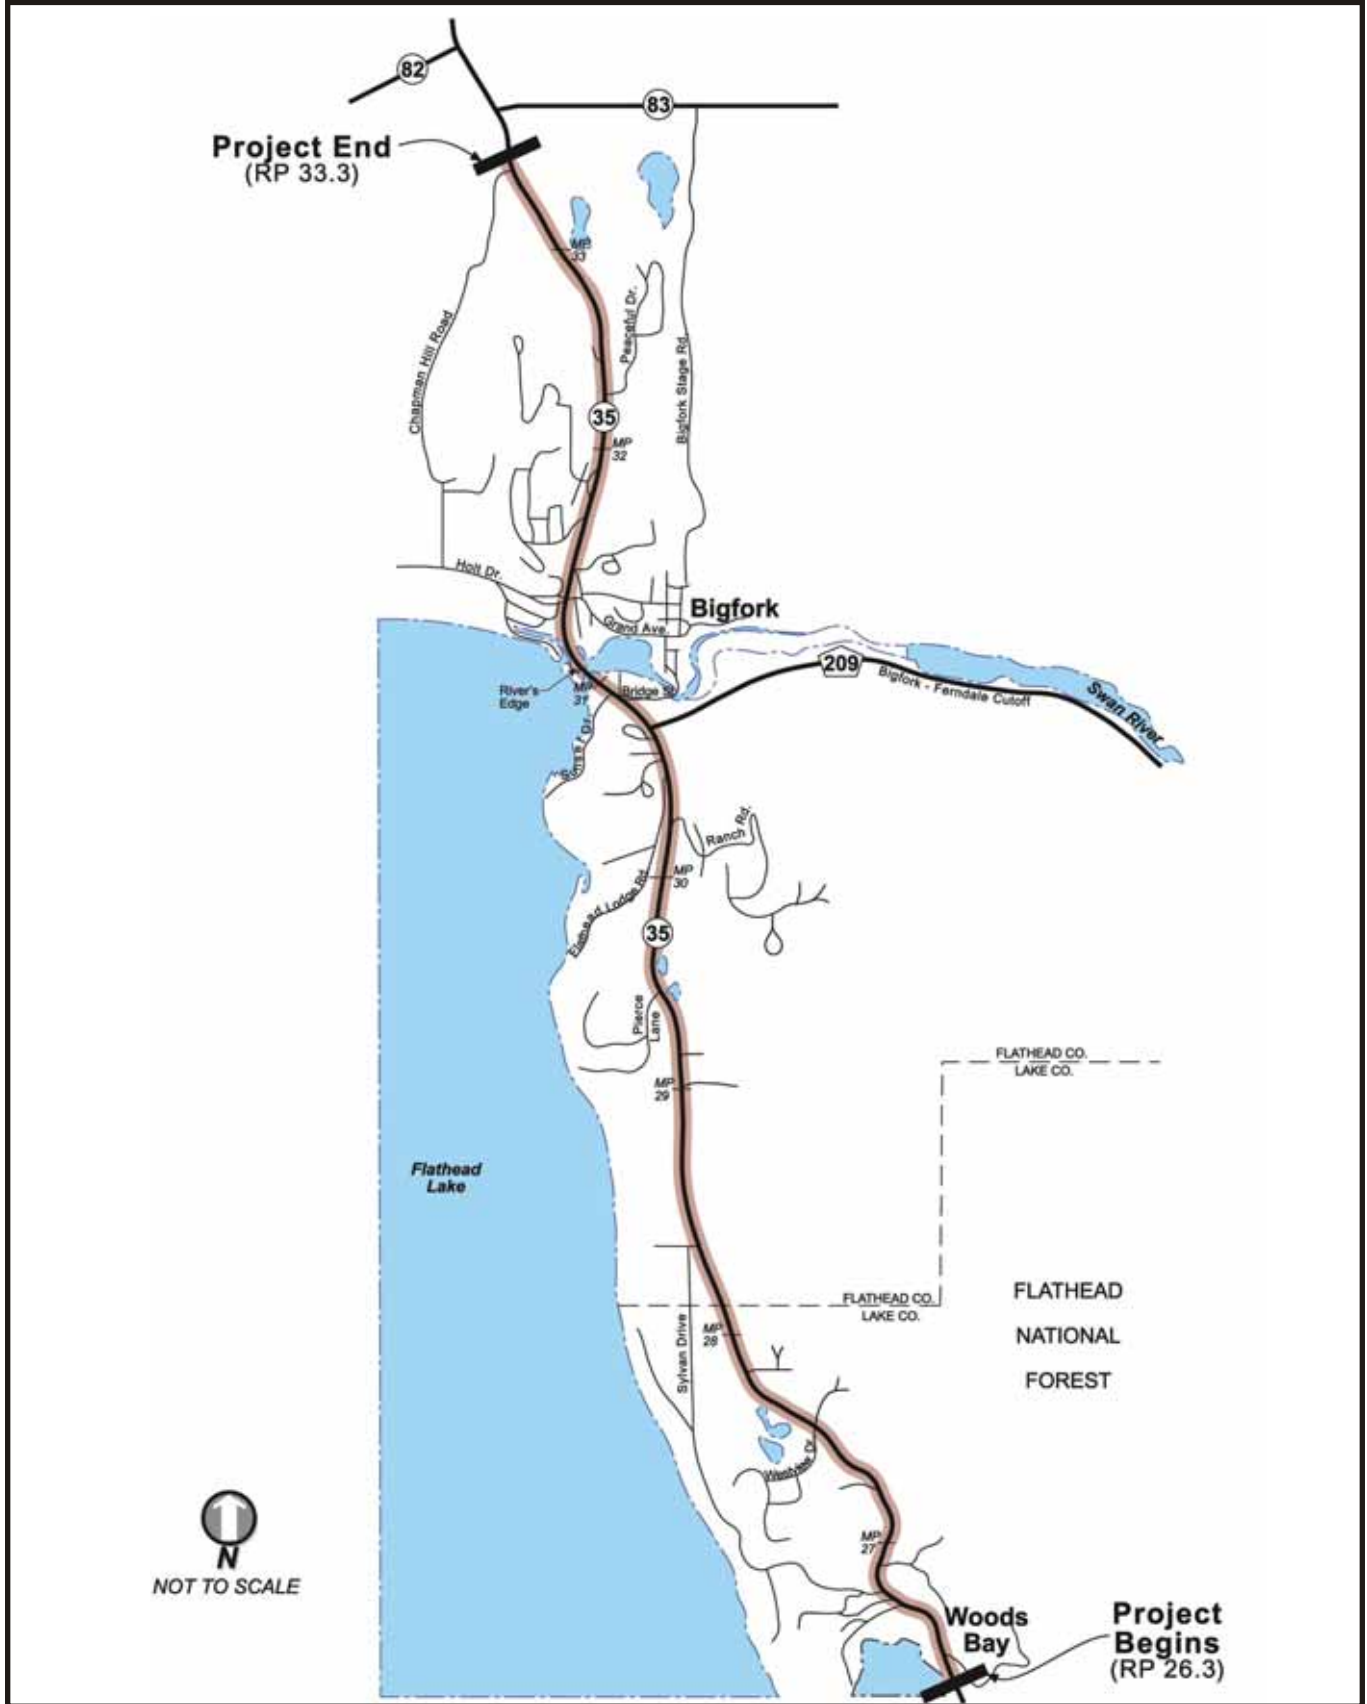 82
83
Project End
(RP 33.3)
MP
33
Peaceful Dr.
Chapman Hill Road
Bigfork Stage Rd.
35
MP
32
Holt Dr.
Bigfork
Grand Ave.
209
Bigfork - Ferndale Cutoff
Swan River
River's
Edge
MP
31
Bridge St.
Sunset Dr.
Ranch Rd.
MP
30
Flathead Lodge Rd.
35
Pierce
Lane
FLATHEAD CO.
LAKE CO.
MP
29
Flathead
Lake
FLATHEAD CO.
LAKE CO.
FLATHEAD
NATIONAL
FOREST
MP
28
Sylvan Drive
Westview Dr.
MP
27
N
NOT TO SCALE
Woods
Bay
Project
Begins
(RP 26.3)